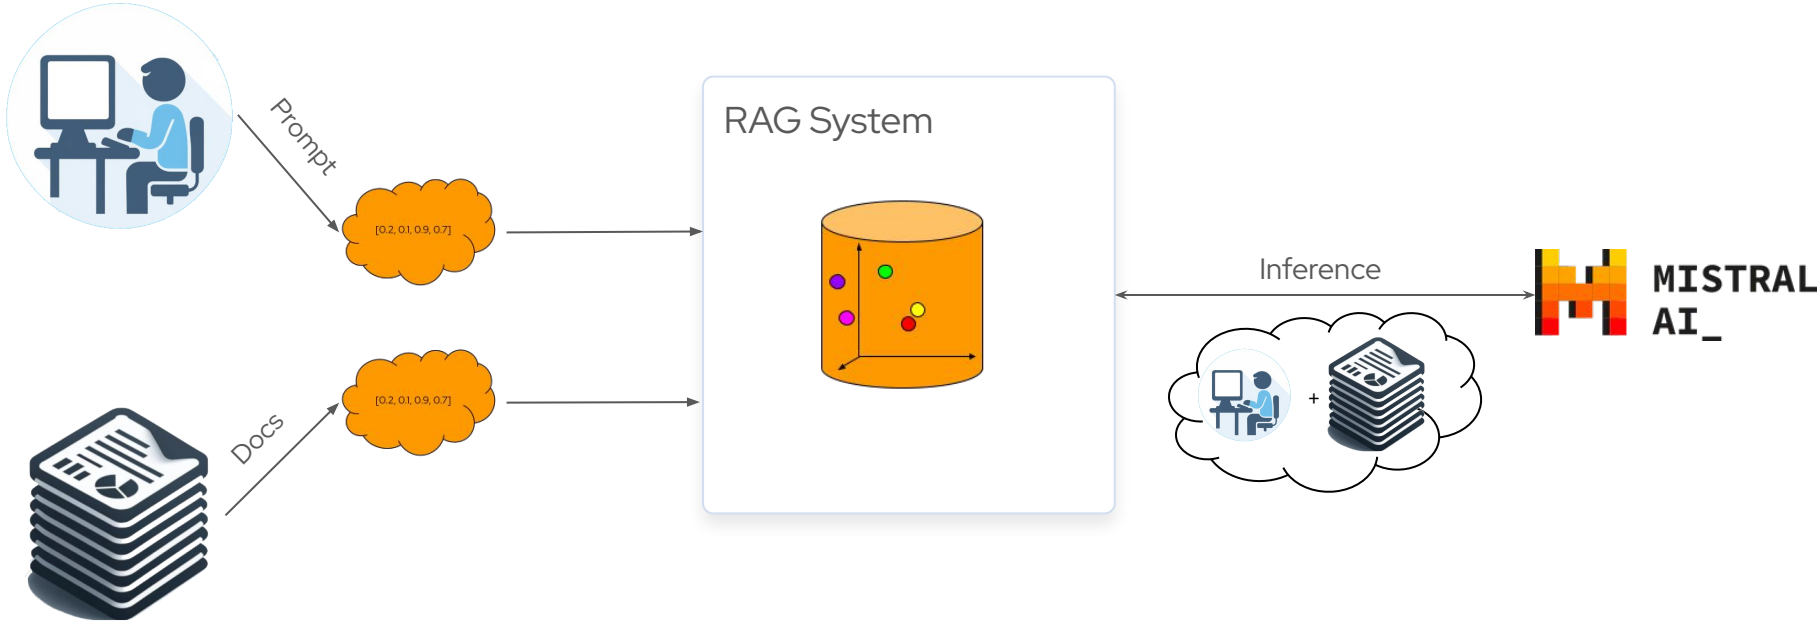 Prompt
[0.2, 0.1, 0.9, 0.7]
Docs
[0.2, 0.1, 0.9, 0.7]
RAG System
Inference
+
MISTRAL
AI_